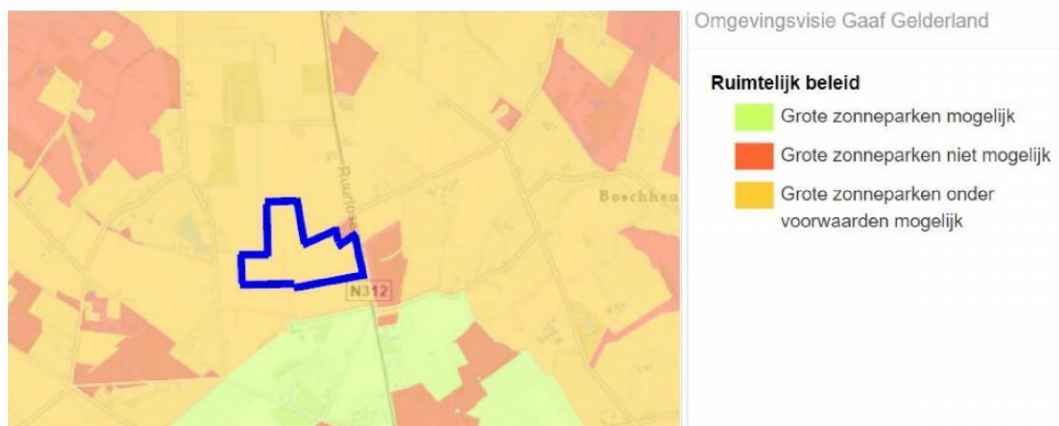 Omgevingsvisie Gaaf Gelderland
Ruimtelijk beleid
Grote zonneparken mogelijk
Grote zonneparken niet mogelijk
Grote zonneparken onder
voorwaarden mogelijk
N312